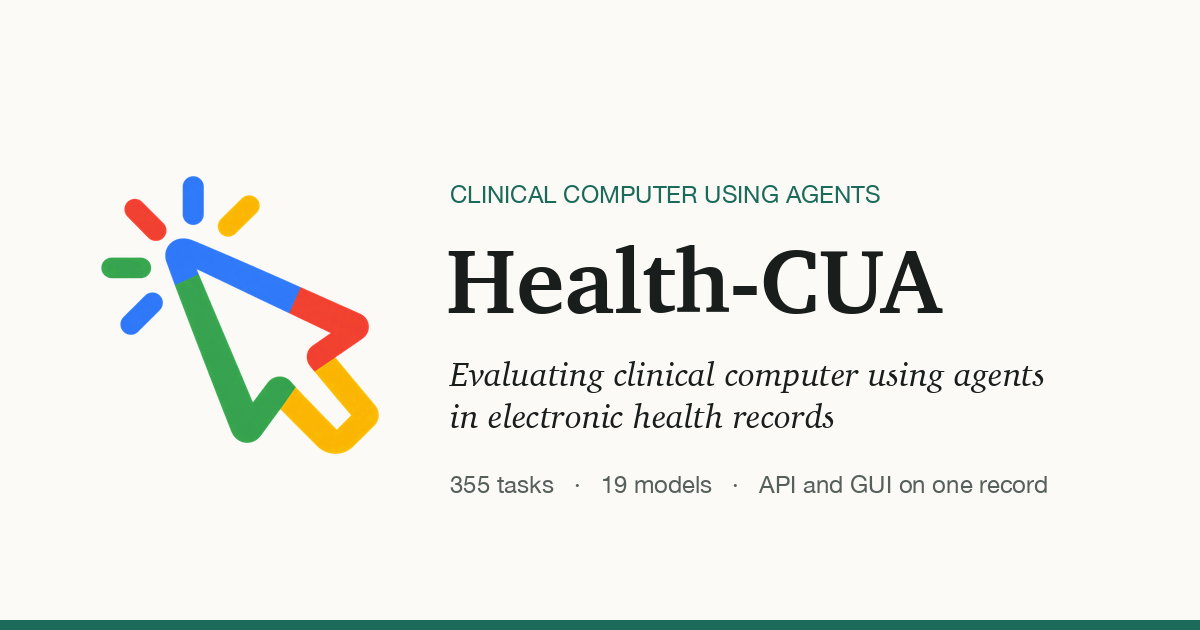 CLINICAL COMPUTER USING AGENTS
Health-CUA
Evaluating clinical computer using agents
in electronic health records
355 tasks · 19 models · API and GUI on one record